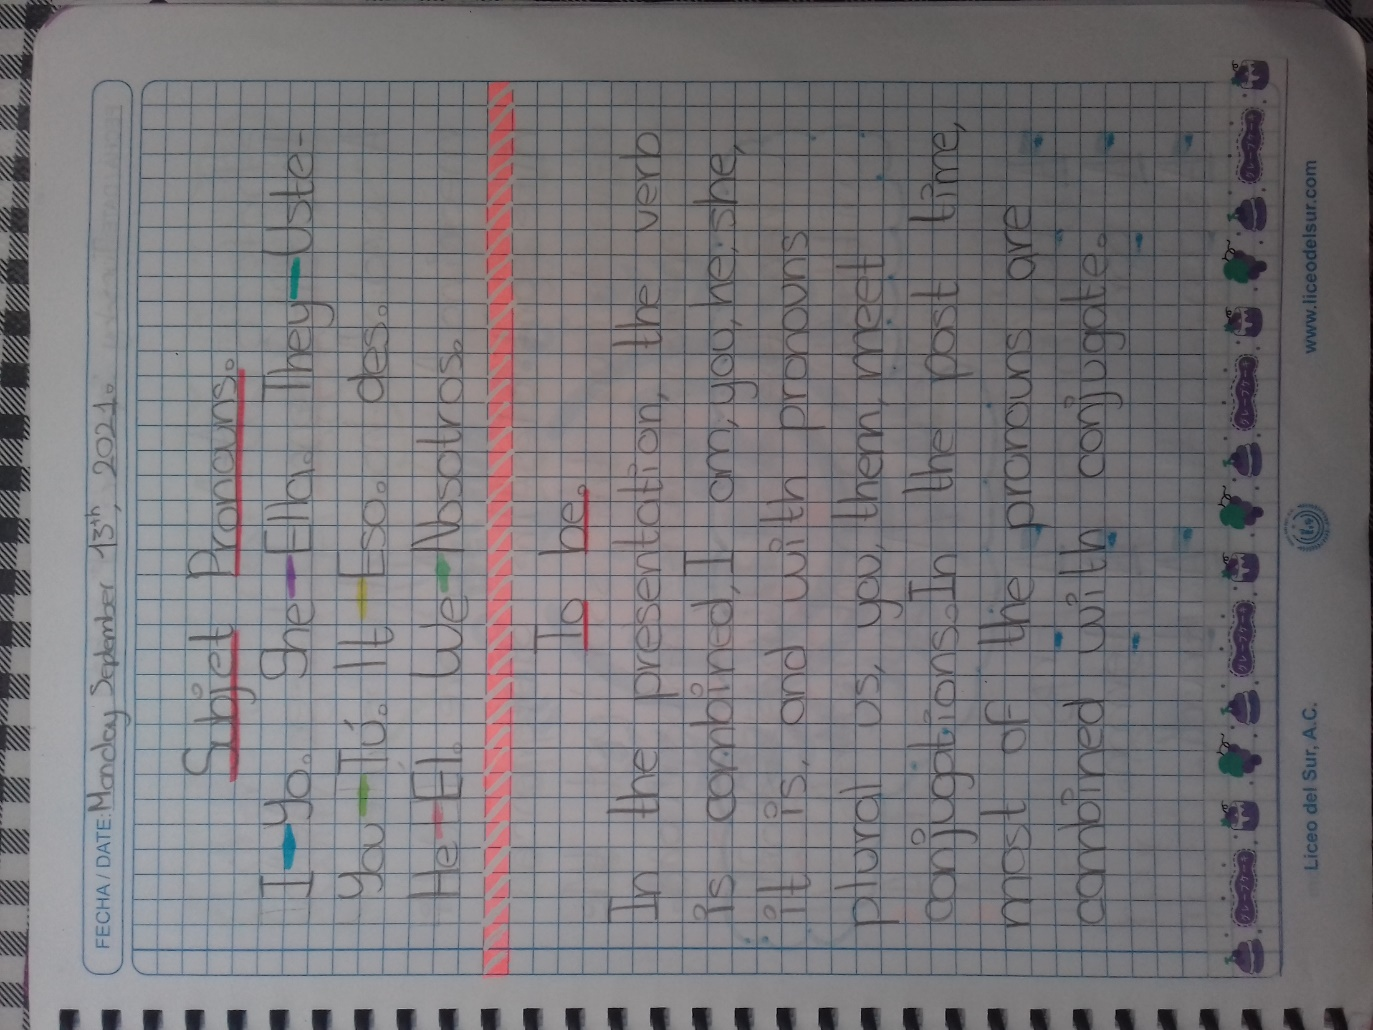 FECHA / DATE: Monday September 13th, 2021.
Subjet Pronouns.
I Yo. She Ella. They Uste-
You Tú. It Eso. des.
He El. We Nosotros.
To be.
In the presentation, the verb
is combined, I am, you, he, she,
it is, and with pronouns
plural us, you, them, meet
conjugations. In the past time,
most of the pronouns are
combined with conjugate.
Liceo del Sur, A.C. www.liceodelsur.com